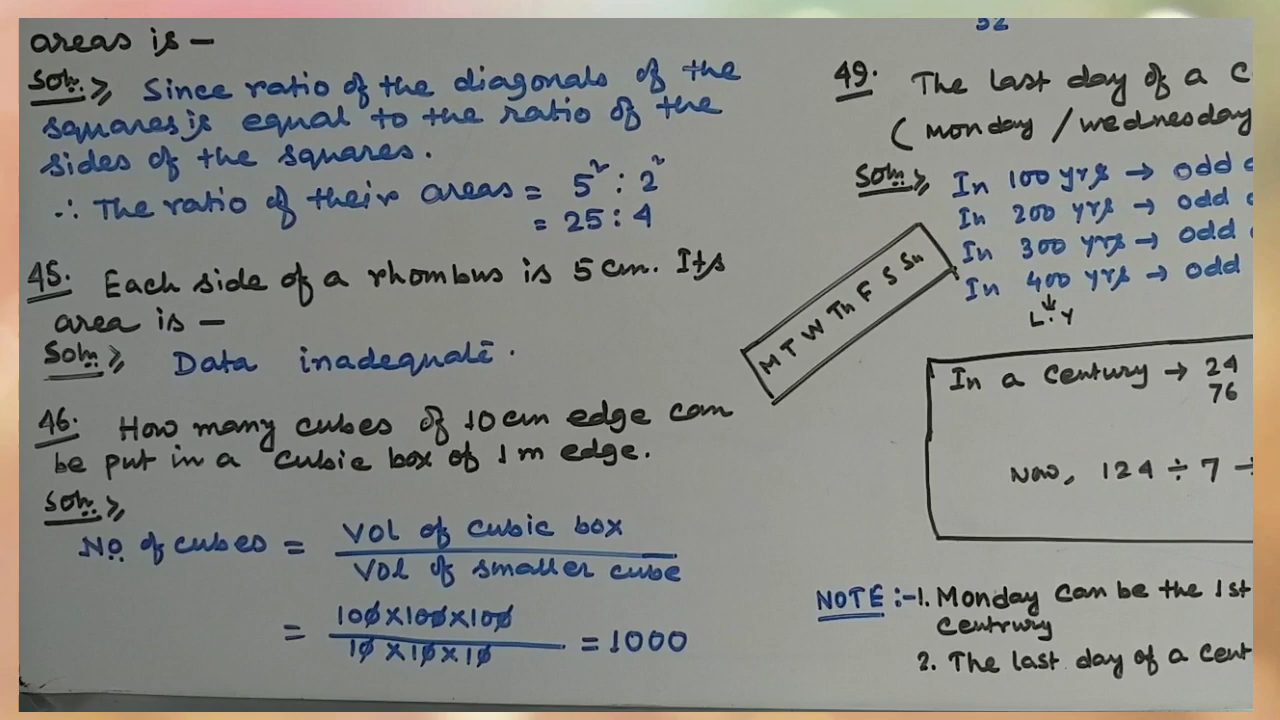 areas is —
Soln. ⇒ Since ratio of the diagonals of the
squares is equal to the ratio of the
sides of the squares.
∴ The ratio of their areas = 5² : 2²
= 25 : 4
45. Each side of a rhombus is 5 cm. Its
area is —
Soln. ⇒ Data inadequate.
46. How many cubes of 10 cm edge can
be put in a cubic box of 1 m edge.
Soln. ⇒
No. of cubes = Vol of cubic box
Vol of smaller cube
= 100×100×100
10×10×10 = 1000
52
49. The last day of a C
(Monday / wednesday
Soln. ⇒ In 100 yrs → odd
In 200 yrs → odd
In 300 yrs → odd
In 400 yrs → odd
L.Y
M T W Th F S Su
In a century → 24
76
Now, 124 ÷ 7
NOTE :-1. Monday can be the 1st
Centrury
2. The last day of a cent